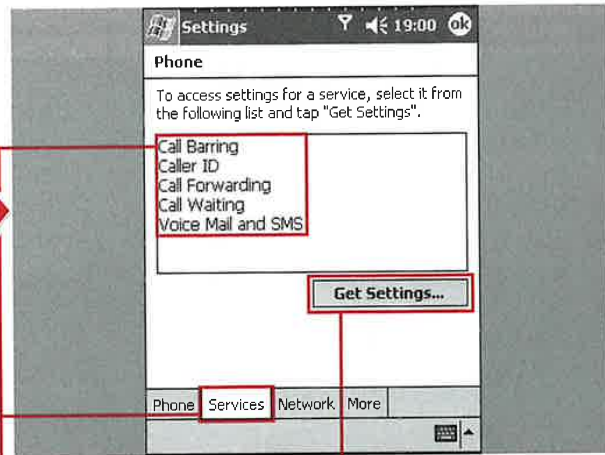 Settings 19:00 ok
Phone
To access settings for a service, select it from
the following list and tap "Get Settings".
Call Barring
Caller ID
Call Forwarding
Call Waiting
Voice Mail and SMS
Get Settings...
Phone Services Network More